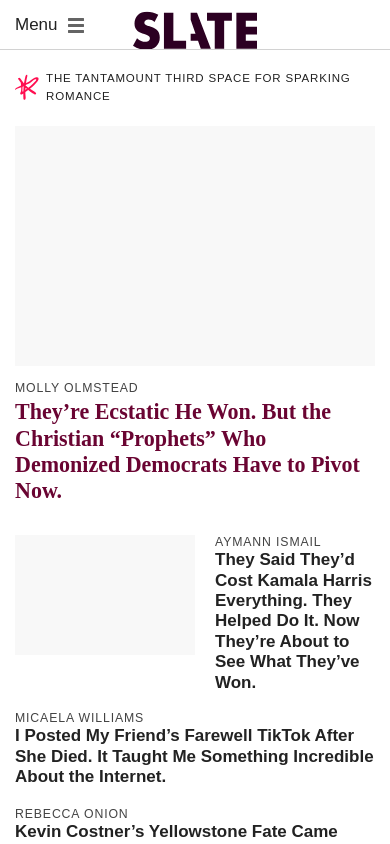 Menu
SLATE
THE TANTAMOUNT THIRD SPACE FOR SPARKING
ROMANCE
MOLLY OLMSTEAD
They’re Ecstatic He Won. But the
Christian “Prophets” Who
Demonized Democrats Have to Pivot
Now.
AYMANN ISMAIL
They Said They’d
Cost Kamala Harris
Everything. They
Helped Do It. Now
They’re About to
See What They’ve
Won.
MICAELA WILLIAMS
I Posted My Friend’s Farewell TikTok After
She Died. It Taught Me Something Incredible
About the Internet.
REBECCA ONION
Kevin Costner’s Yellowstone Fate Came